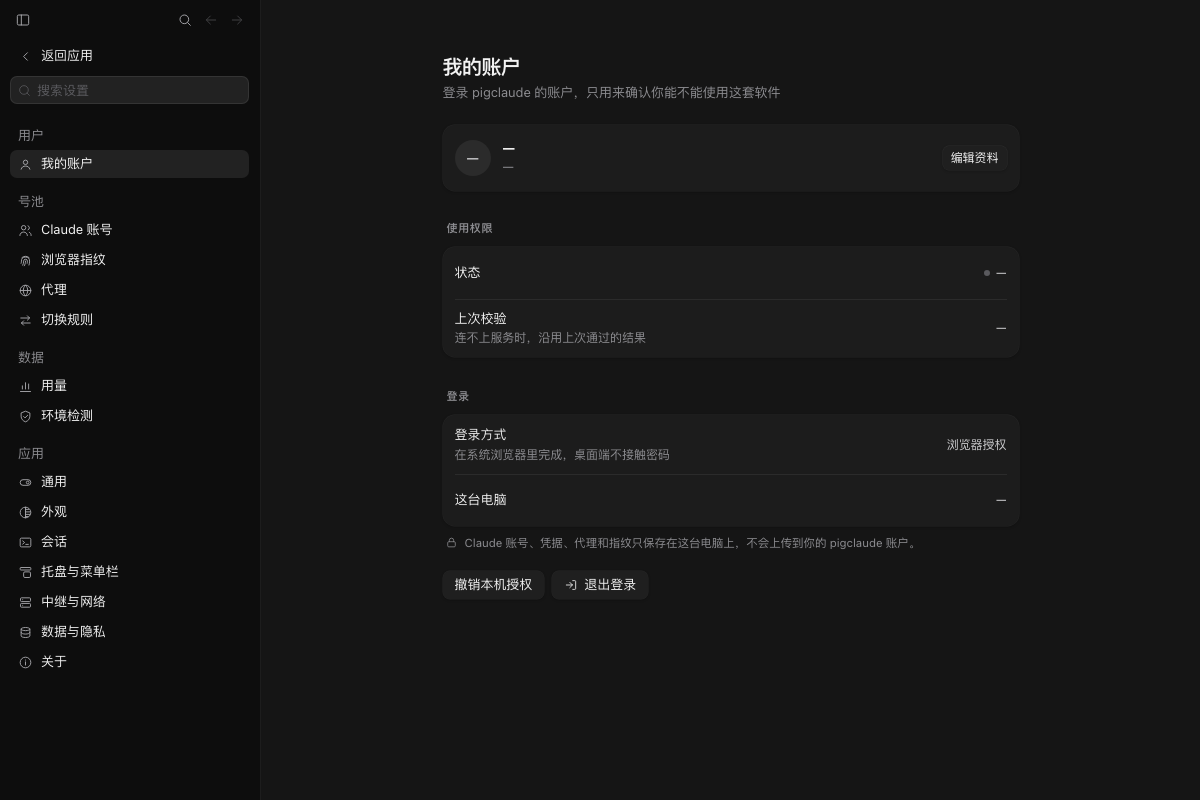 返回应用
搜索设置
用户
我的账户
号池
Claude 账号
浏览器指纹
代理
切换规则
数据
用量
环境检测
应用
通用
外观
会话
托盘与菜单栏
中继与网络
数据与隐私
关于
我的账户
登录 pigclaude 的账户，只用来确认你能不能使用这套软件
—
—
—
编辑资料
使用权限
状态
—
上次校验
连不上服务时，沿用上次通过的结果
—
登录
登录方式
在系统浏览器里完成，桌面端不接触密码
浏览器授权
这台电脑
—
Claude 账号、凭据、代理和指纹只保存在这台电脑上，不会上传到你的 pigclaude 账户。
撤销本机授权
退出登录